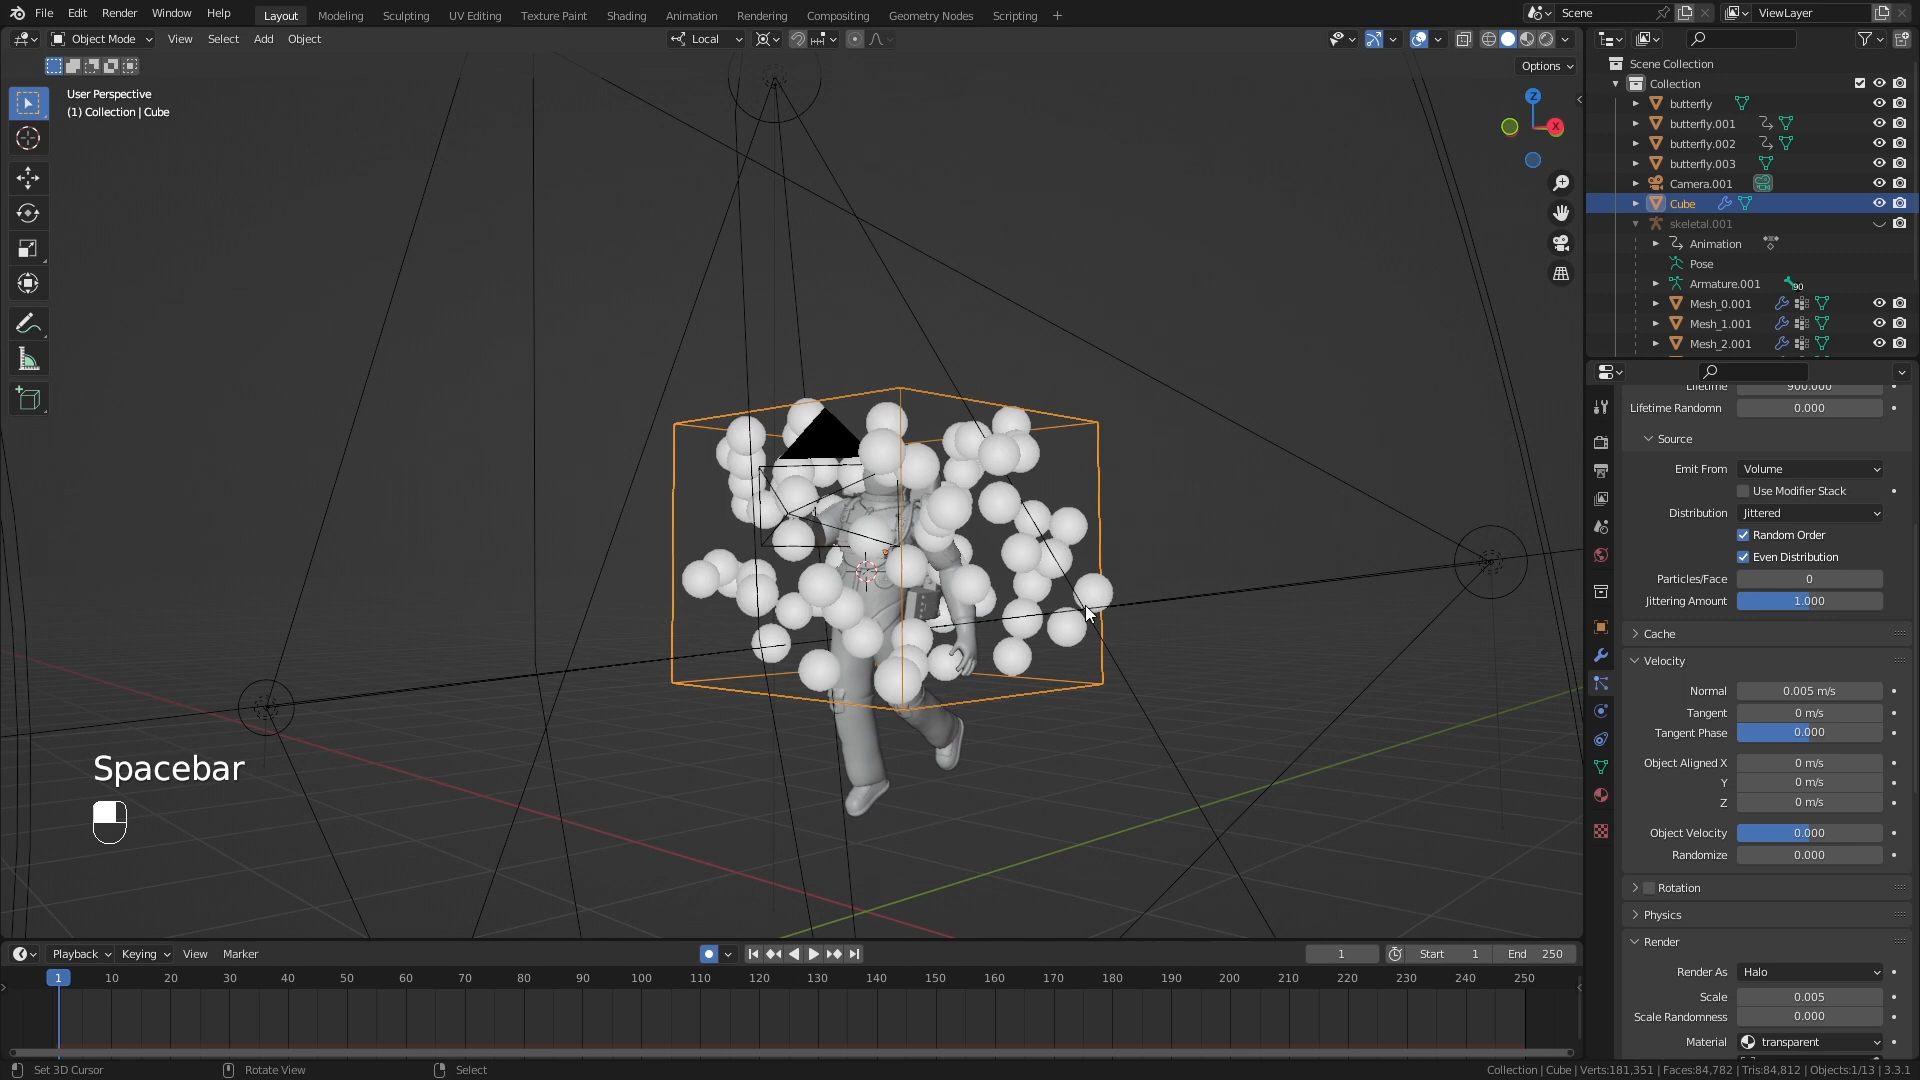 File Edit Render Window Help Layout Modeling Sculpting UV Editing Texture Paint Shading Animation Rendering Compositing Geometry Nodes Scripting + Scene ViewLayer
Object Mode View Select Add Object Local
Options
User Perspective
(1) Collection | Cube
Z
X
Spacebar
Scene Collection
Collection
butterfly
butterfly.001
butterfly.002
butterfly.003
Camera.001
Cube
skeletal.001
Animation
Pose
Armature.001 90
Mesh_0.001
Mesh_1.001
Mesh_2.001
Lifetime 900.000
Lifetime Randomn 0.000
Source
Emit From Volume
Use Modifier Stack
Distribution Jittered
Random Order
Even Distribution
Particles/Face 0
Jittering Amount 1.000
Cache
Velocity
Normal 0.005 m/s
Tangent 0 m/s
Tangent Phase 0.000
Object Aligned X 0 m/s
Y 0 m/s
Z 0 m/s
Object Velocity 0.000
Randomize 0.000
Rotation
Physics
Render
Render As Halo
Scale 0.005
Scale Randomness 0.000
Material transparent
Playback Keying View Marker 1 Start 1 End 250
1 10 20 30 40 50 60 70 80 90 100 110 120 130 140 150 160 170 180 190 200 210 220 230 240 250
Set 3D Cursor Rotate View Select Collection | Cube | Verts:181,351 | Faces:84,782 | Tris:84,812 | Objects:1/13 | 3.3.1